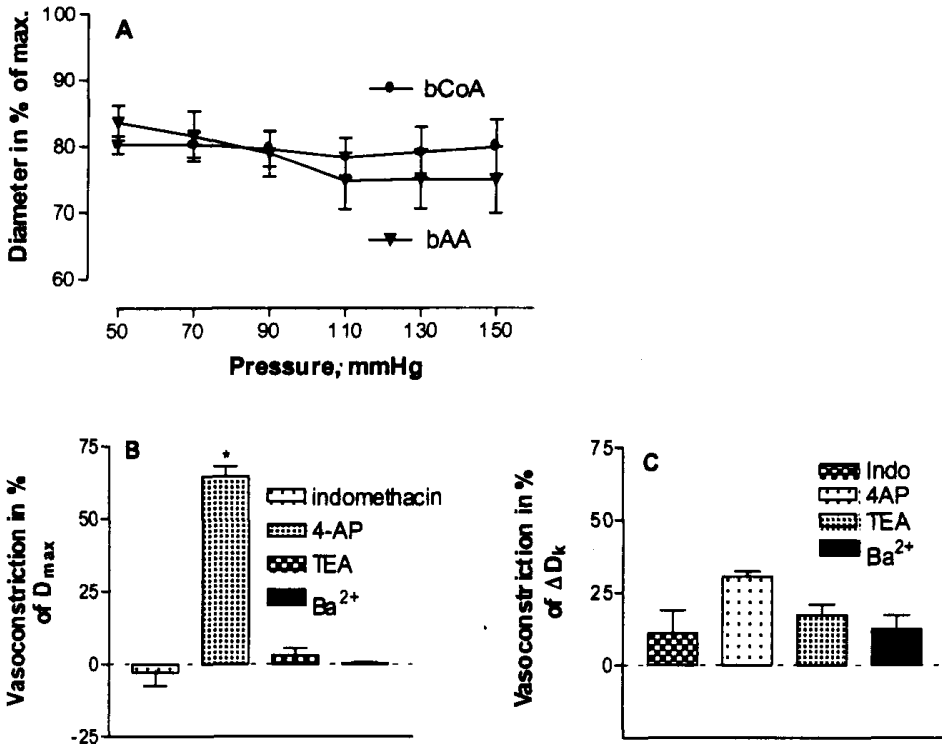 A
Diameter in % of max.
100
90
80
70
60
bCoA
bAA
50 70 90 110 130 150
Pressure, mmHg
B
Vasoconstriction in %
of Dmax
75
50
25
0
-25
*
indomethacin
4-AP
TEA
Ba²⁺
C
Vasoconstriction in %
of ΔDk
75
50
25
0
Indo
4AP
TEA
Ba²⁺